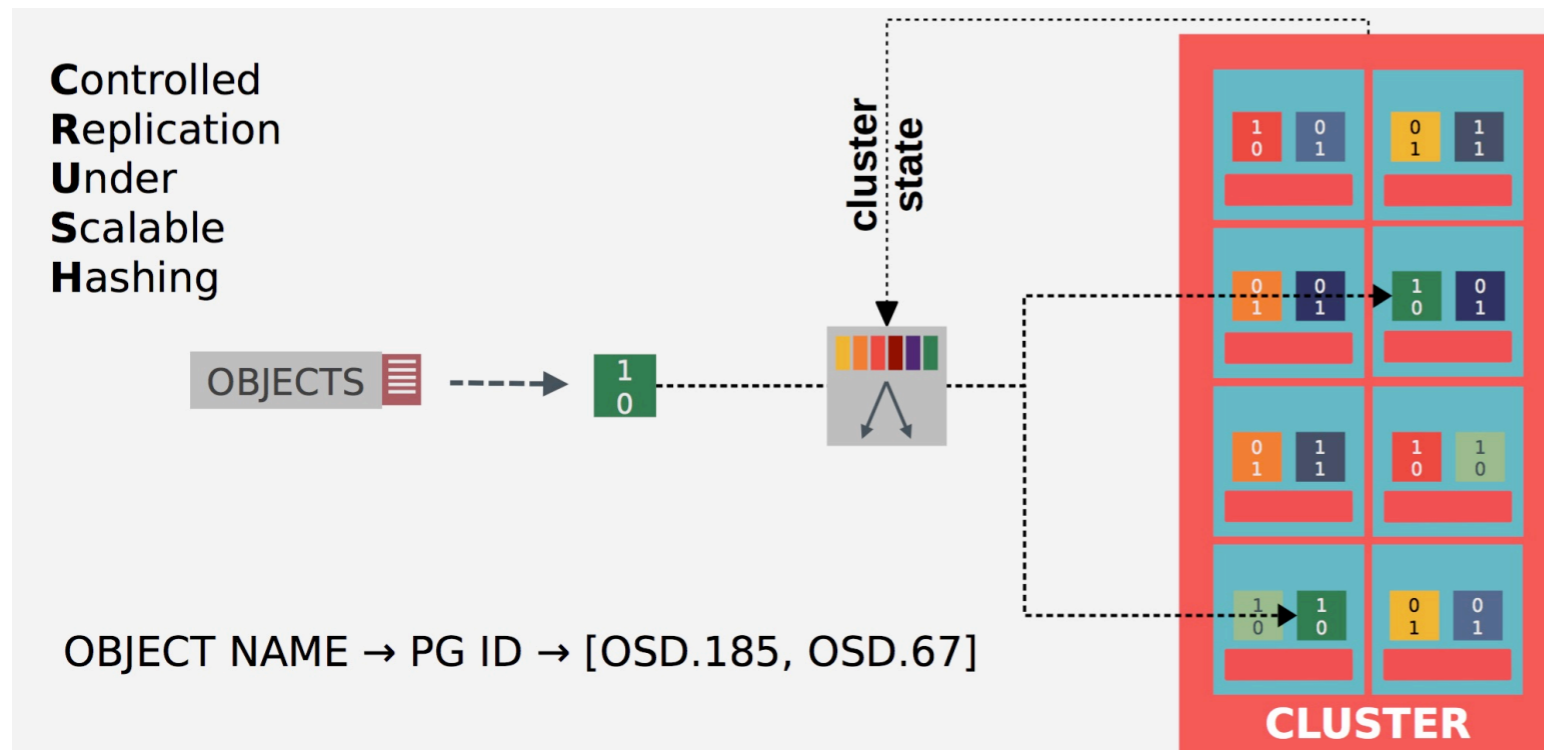 Controlled
Replication
Under
Scalable
Hashing
cluster
state
OBJECTS
1
0
OBJECT NAME → PG ID → [OSD.185, OSD.67]
1 0 0 1
0 1 1 1
0 0 1 0
1 1 0 1
0 1 1 1
1 1 0 0
1 1 0 0
0 0 1 1
CLUSTER